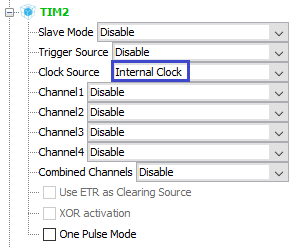 TIM2
Slave Mode Disable
Trigger Source Disable
Clock Source Internal Clock
Channel1 Disable
Channel2 Disable
Channel3 Disable
Channel4 Disable
Combined Channels Disable
Use ETR as Clearing Source
XOR activation
One Pulse Mode